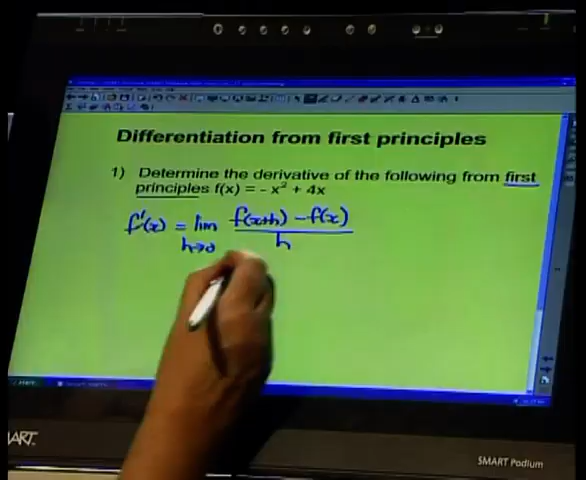 Differentiation from first principles
1) Determine the derivative of the following from first
principles f(x) = - x² + 4x
f'(x) = lim f(x+h) - f(x)
h→0 h
ART
SMART Podium